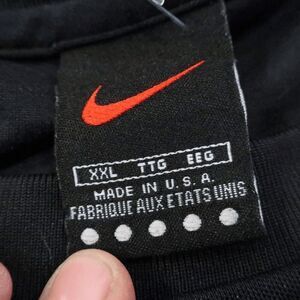 XXL TTG EEG
MADE IN U.S.A.
FABRIQUE AUX ETATS UNIS